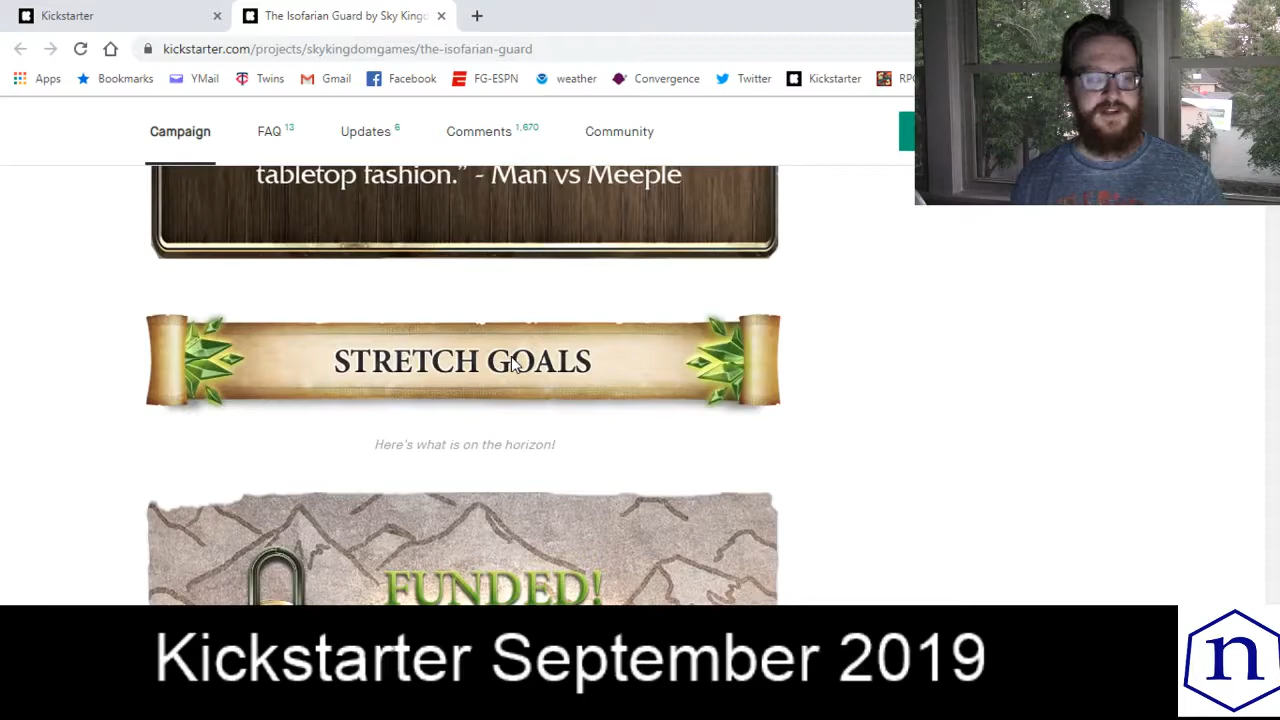 Kickstarter
The Isofarian Guard by Sky Kingd
kickstarter.com/projects/skykingdomgames/the-isofarian-guard
Apps Bookmarks YMail Twins Gmail Facebook FG-ESPN weather Convergence Twitter Kickstarter RPG
Campaign FAQ 13 Updates 6 Comments 1,670 Community
tabletop fashion." - Man vs Meeple
STRETCH GOALS
Here's what is on the horizon!
FUNDED!
Kickstarter September 2019
n